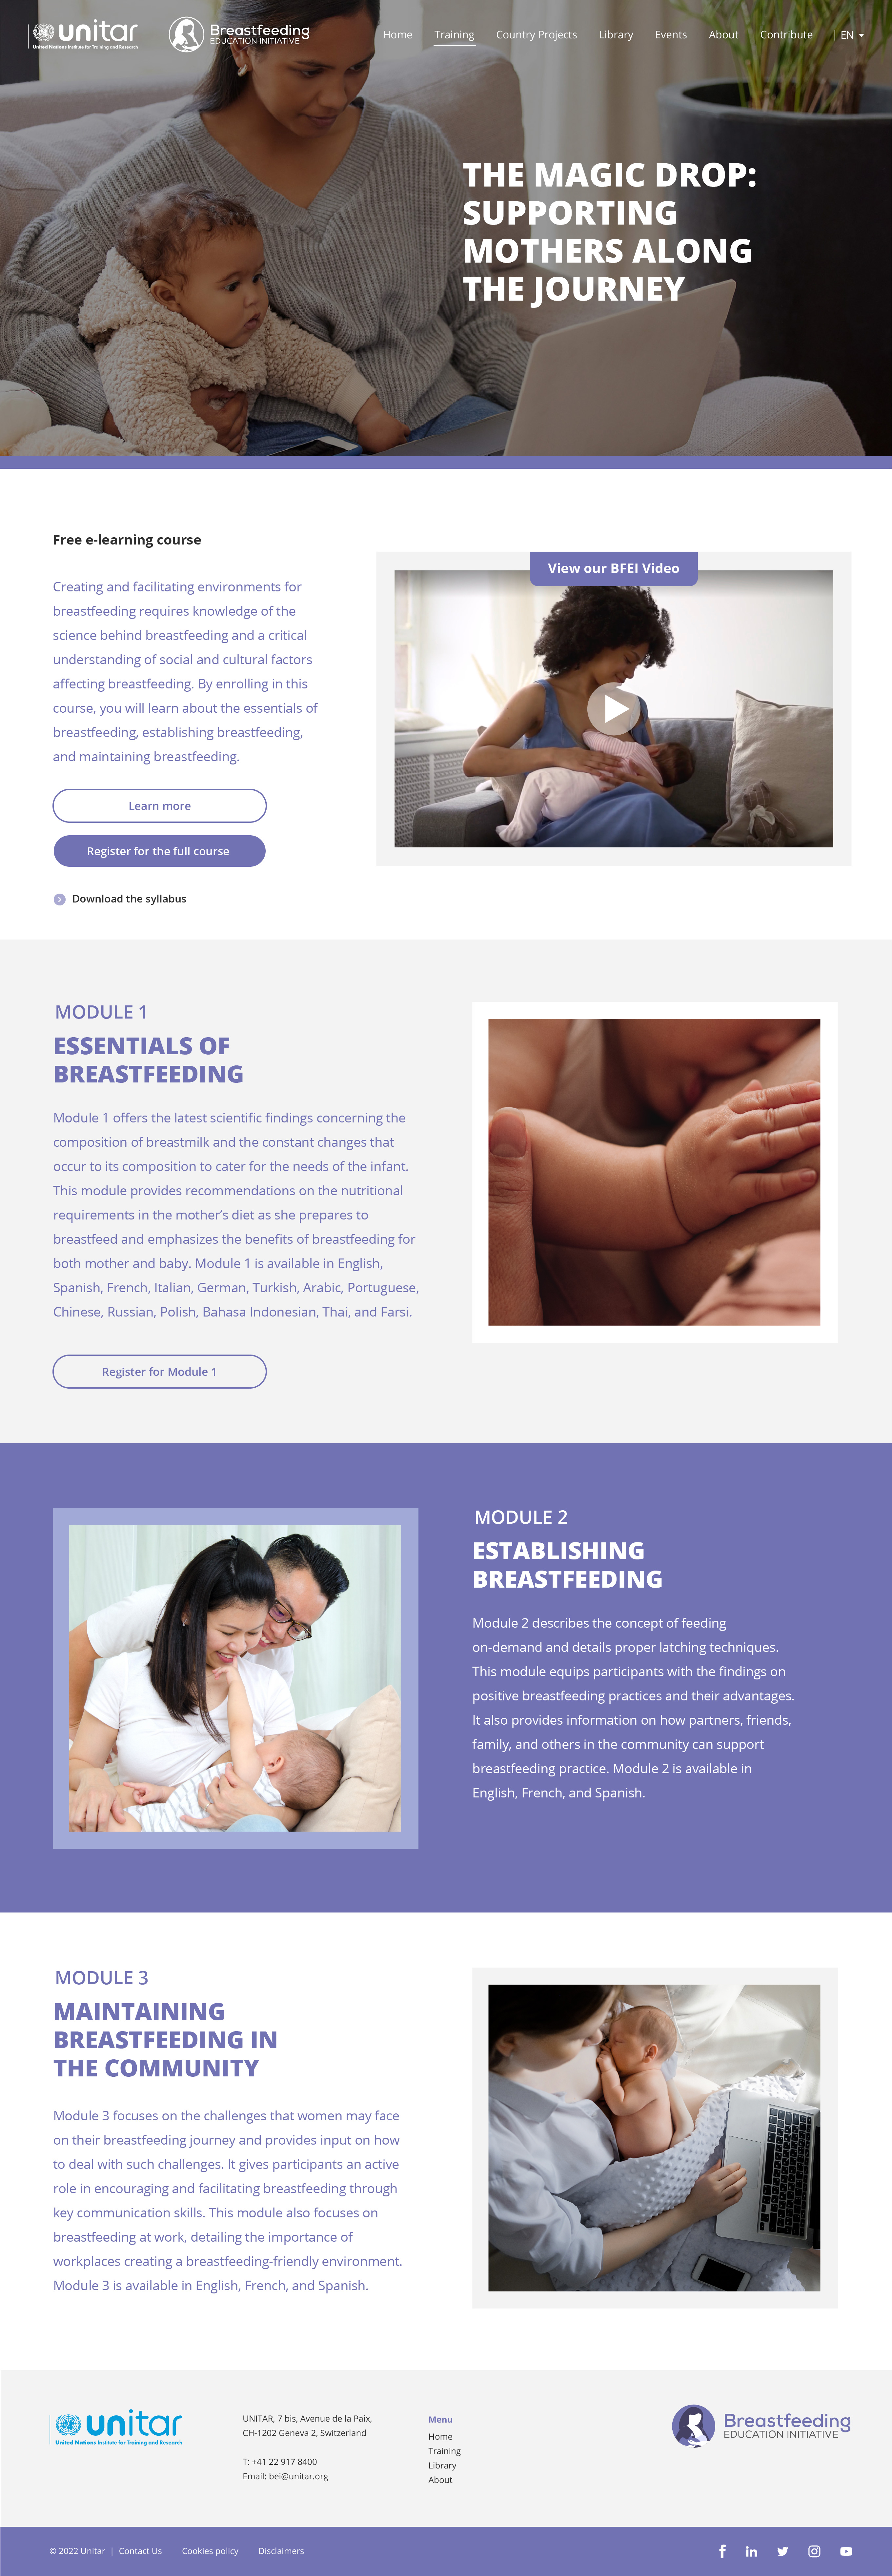 unitar
United Nations Institute for Training and Research
Breastfeeding
EDUCATION INITIATIVE
Home
Training
Country Projects
Library
Events
About
Contribute
| EN
THE MAGIC DROP:
SUPPORTING
MOTHERS ALONG
THE JOURNEY
Free e-learning course
Creating and facilitating environments for
breastfeeding requires knowledge of the
science behind breastfeeding and a critical
understanding of social and cultural factors
affecting breastfeeding. By enrolling in this
course, you will learn about the essentials of
breastfeeding, establishing breastfeeding,
and maintaining breastfeeding.
Learn more
Register for the full course
Download the syllabus
View our BFEI Video
MODULE 1
ESSENTIALS OF
BREASTFEEDING
Module 1 offers the latest scientific findings concerning the
composition of breastmilk and the constant changes that
occur to its composition to cater for the needs of the infant.
This module provides recommendations on the nutritional
requirements in the mother’s diet as she prepares to
breastfeed and emphasizes the benefits of breastfeeding for
both mother and baby. Module 1 is available in English,
Spanish, French, Italian, German, Turkish, Arabic, Portuguese,
Chinese, Russian, Polish, Bahasa Indonesian, Thai, and Farsi.
Register for Module 1
MODULE 2
ESTABLISHING
BREASTFEEDING
Module 2 describes the concept of feeding
on-demand and details proper latching techniques.
This module equips participants with the findings on
positive breastfeeding practices and their advantages.
It also provides information on how partners, friends,
family, and others in the community can support
breastfeeding practice. Module 2 is available in
English, French, and Spanish.
MODULE 3
MAINTAINING
BREASTFEEDING IN
THE COMMUNITY
Module 3 focuses on the challenges that women may face
on their breastfeeding journey and provides input on how
to deal with such challenges. It gives participants an active
role in encouraging and facilitating breastfeeding through
key communication skills. This module also focuses on
breastfeeding at work, detailing the importance of
workplaces creating a breastfeeding-friendly environment.
Module 3 is available in English, French, and Spanish.
unitar
United Nations Institute for Training and Research
UNITAR, 7 bis, Avenue de la Paix,
CH-1202 Geneva 2, Switzerland
T: +41 22 917 8400
Email: bei@unitar.org
Menu
Home
Training
Library
About
Breastfeeding
EDUCATION INITIATIVE
© 2022 Unitar | Contact Us
Cookies policy
Disclaimers